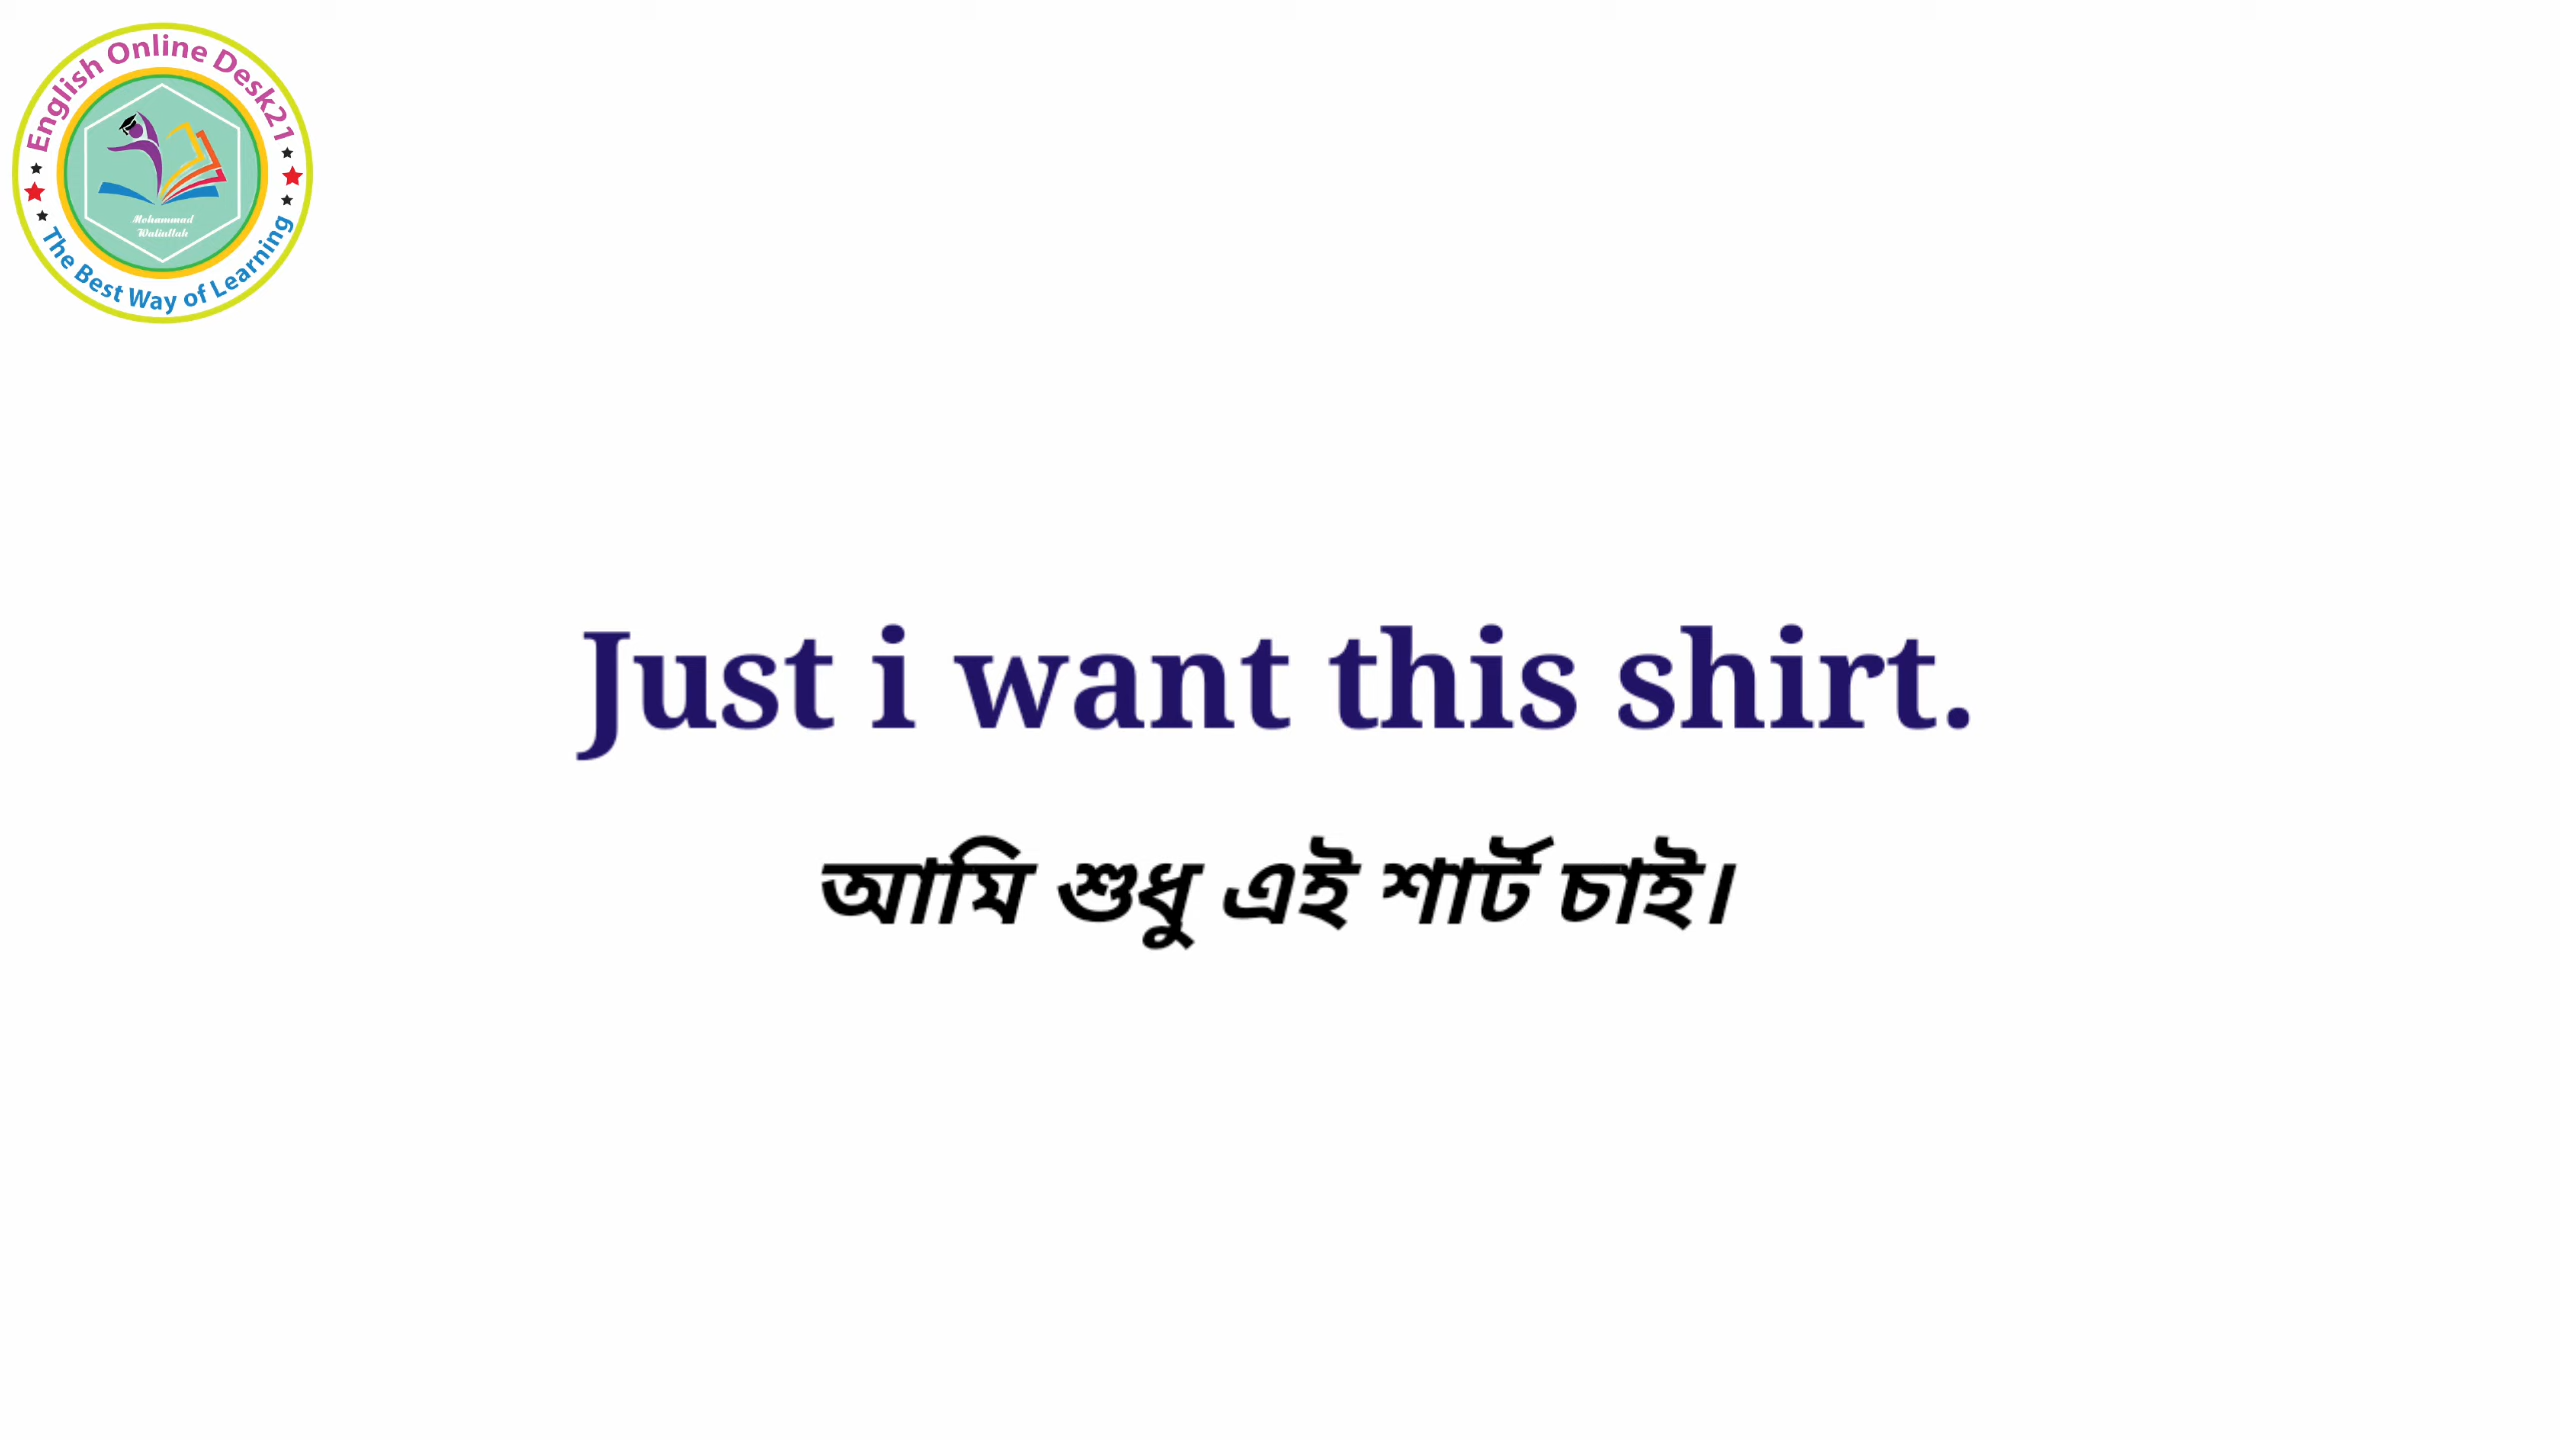 English Online Desk21
Mohammad
Waliullah
The Best Way of Learning
Just i want this shirt.
আমি শুধু এই শার্ট চাই।